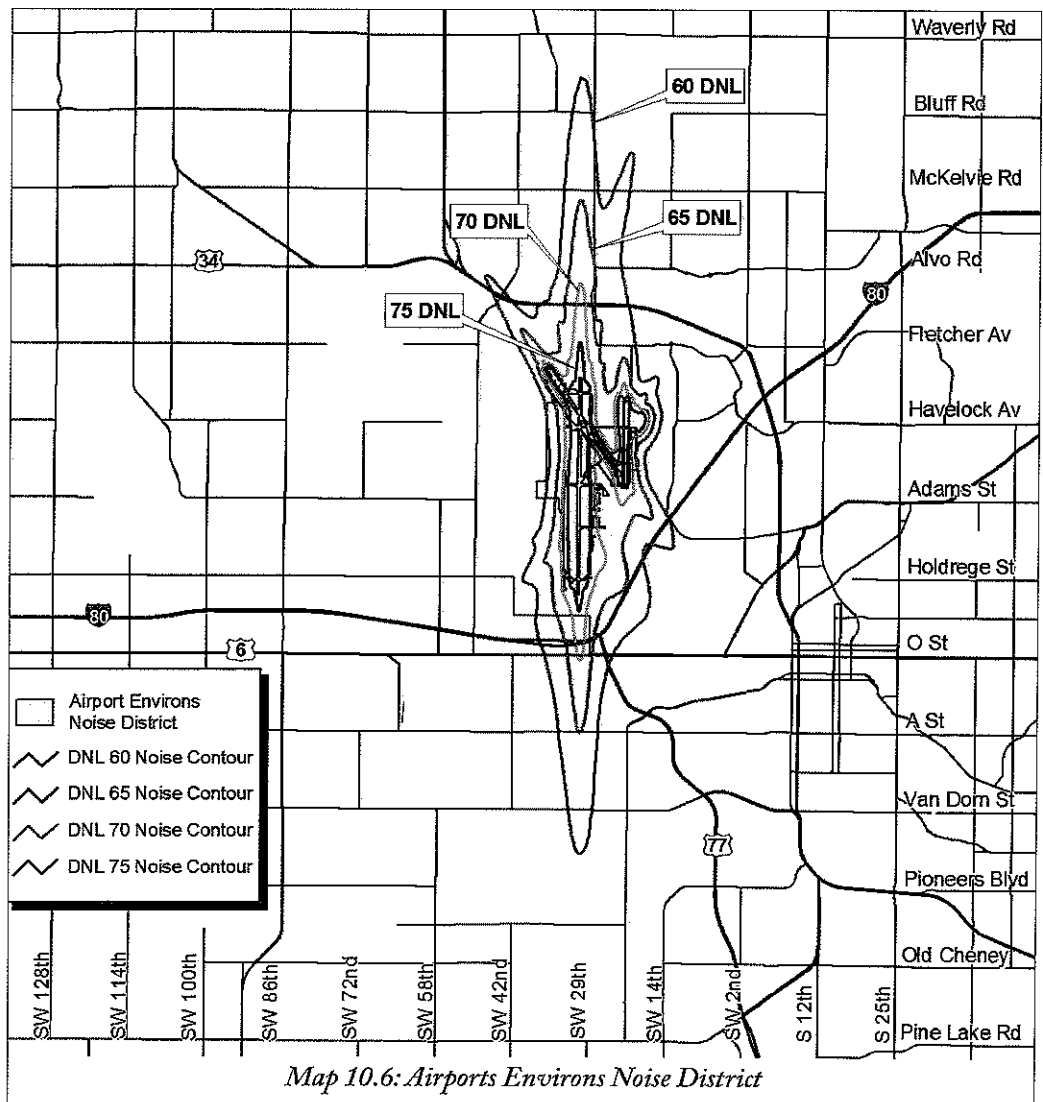 Waverly Rd
60 DNL
Bluff Rd
McKelvie Rd
70 DNL
65 DNL
34
Alvo Rd
80
75 DNL
Fletcher Av
Havelock Av
Adams St
Holdrege St
80
6
O St
Airport Environs
Noise District
A St
DNL 60 Noise Contour
DNL 65 Noise Contour
Van Dorn St
DNL 70 Noise Contour
77
DNL 75 Noise Contour
Pioneers Blvd
Old Cheney
SW 128th
SW 114th
SW 100th
SW 86th
SW 72nd
SW 58th
SW 42nd
SW 29th
SW 14th
SW 2nd
S 12th
S 25th
Pine Lake Rd
Map 10.6: Airports Environs Noise District